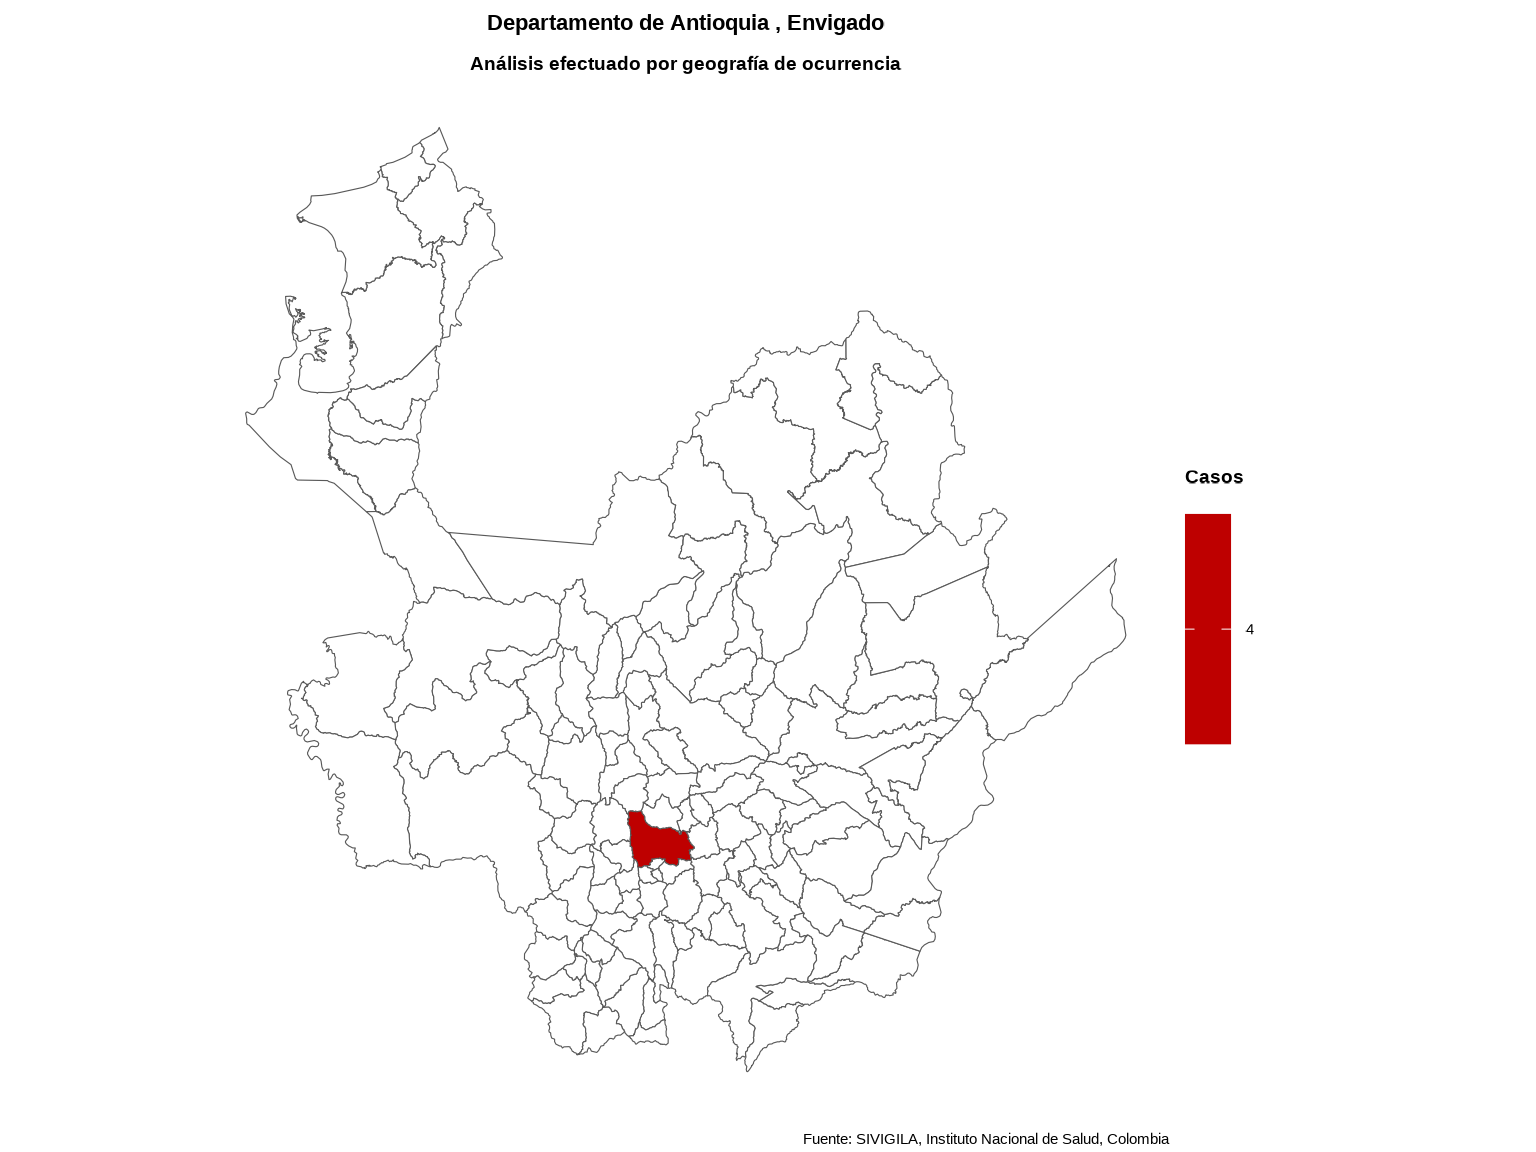 Departamento de Antioquia , Envigado
Análisis efectuado por geografía de ocurrencia
Casos
4
Fuente: SIVIGILA, Instituto Nacional de Salud, Colombia